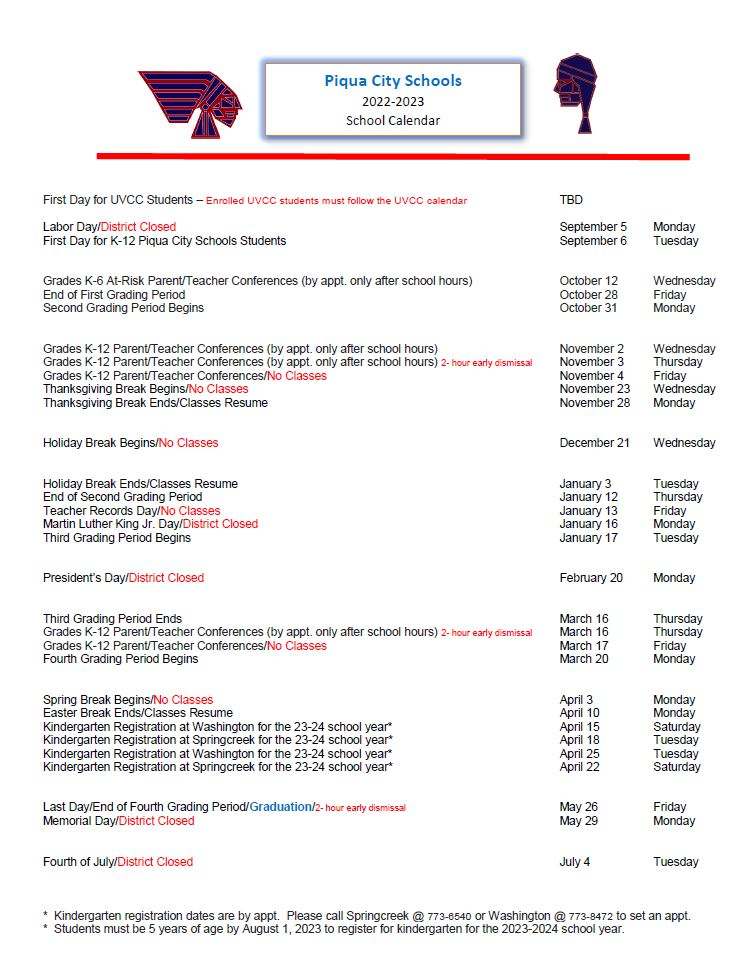 Piqua City Schools
2022-2023
School Calendar
First Day for UVCC Students – Enrolled UVCC students must follow the UVCC calendar TBD
Labor Day/District Closed September 5 Monday
First Day for K-12 Piqua City Schools Students September 6 Tuesday
Grades K-6 At-Risk Parent/Teacher Conferences (by appt. only after school hours) October 12 Wednesday
End of First Grading Period October 28 Friday
Second Grading Period Begins October 31 Monday
Grades K-12 Parent/Teacher Conferences (by appt. only after school hours) November 2 Wednesday
Grades K-12 Parent/Teacher Conferences (by appt. only after school hours) 2- hour early dismissal November 3 Thursday
Grades K-12 Parent/Teacher Conferences/No Classes November 4 Friday
Thanksgiving Break Begins/No Classes November 23 Wednesday
Thanksgiving Break Ends/Classes Resume November 28 Monday
Holiday Break Begins/No Classes December 21 Wednesday
Holiday Break Ends/Classes Resume January 3 Tuesday
End of Second Grading Period January 12 Thursday
Teacher Records Day/No Classes January 13 Friday
Martin Luther King Jr. Day/District Closed January 16 Monday
Third Grading Period Begins January 17 Tuesday
President's Day/District Closed February 20 Monday
Third Grading Period Ends March 16 Thursday
Grades K-12 Parent/Teacher Conferences (by appt. only after school hours) 2- hour early dismissal March 16 Thursday
Grades K-12 Parent/Teacher Conferences/No Classes March 17 Friday
Fourth Grading Period Begins March 20 Monday
Spring Break Begins/No Classes April 3 Monday
Easter Break Ends/Classes Resume April 10 Monday
Kindergarten Registration at Washington for the 23-24 school year* April 15 Saturday
Kindergarten Registration at Springcreek for the 23-24 school year* April 18 Tuesday
Kindergarten Registration at Washington for the 23-24 school year* April 25 Tuesday
Kindergarten Registration at Springcreek for the 23-24 school year* April 22 Saturday
Last Day/End of Fourth Grading Period/Graduation/2- hour early dismissal May 26 Friday
Memorial Day/District Closed May 29 Monday
Fourth of July/District Closed July 4 Tuesday
* Kindergarten registration dates are by appt. Please call Springcreek @ 773-6540 or Washington @ 773-8472 to set an appt.
* Students must be 5 years of age by August 1, 2023 to register for kindergarten for the 2023-2024 school year.